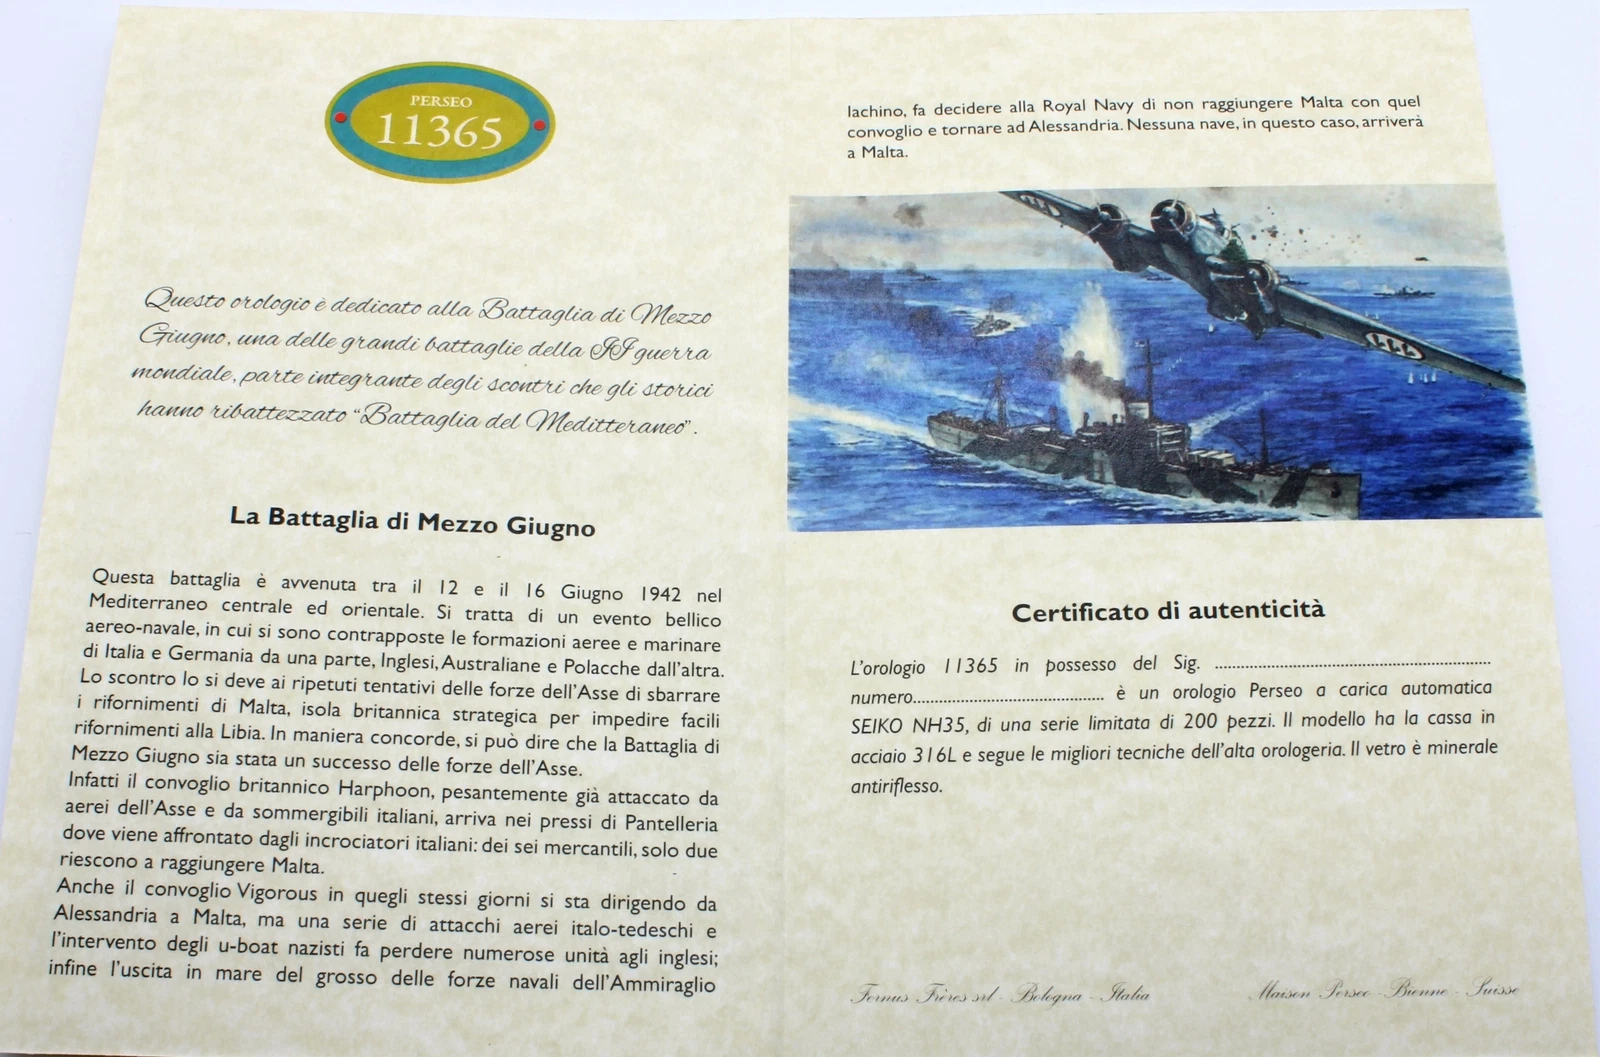 PERSEO
11365
Questo orologio è dedicato alla Battaglia di Mezzo
Giugno, una delle grandi battaglie della II guerra
mondiale, parte integrante degli scontri che gli storici
hanno ribattezzato “Battaglia del Meditteraneo”.
La Battaglia di Mezzo Giugno
Questa battaglia è avvenuta tra il 12 e il 16 Giugno 1942 nel
Mediterraneo centrale ed orientale. Si tratta di un evento bellico
aereo-navale, in cui si sono contrapposte le formazioni aeree e marinare
di Italia e Germania da una parte, Inglesi, Australiane e Polacche dall'altra.
Lo scontro lo si deve ai ripetuti tentativi delle forze dell'Asse di sbarrare
i rifornimenti di Malta, isola britannica strategica per impedire facili
rifornimenti alla Libia. In maniera concorde, si può dire che la Battaglia di
Mezzo Giugno sia stata un successo delle forze dell'Asse.
Infatti il convoglio britannico Harphoon, pesantemente già attaccato da
aerei dell'Asse e da sommergibili italiani, arriva nei pressi di Pantelleria
dove viene affrontato dagli incrociatori italiani: dei sei mercantili, solo due
riescono a raggiungere Malta.
Anche il convoglio Vigorous in quegli stessi giorni si sta dirigendo da
Alessandria a Malta, ma una serie di attacchi aerei italo-tedeschi e
l'intervento degli u-boat nazisti fa perdere numerose unità agli inglesi;
infine l'uscita in mare del grosso delle forze navali dell'Ammiraglio
Iachino, fa decidere alla Royal Navy di non raggiungere Malta con quel
convoglio e tornare ad Alessandria. Nessuna nave, in questo caso, arriverà
a Malta.
Certificato di autenticità
L'orologio 11365 in possesso del Sig. ............................................................
numero.......................................... è un orologio Perseo a carica automatica
SEIKO NH35, di una serie limitata di 200 pezzi. Il modello ha la cassa in
acciaio 316L e segue le migliori tecniche dell'alta orologeria. Il vetro è minerale
antiriflesso.
Fernus Frères srl - Bologna - Italia
Maison Perseo - Bienne - Suisse